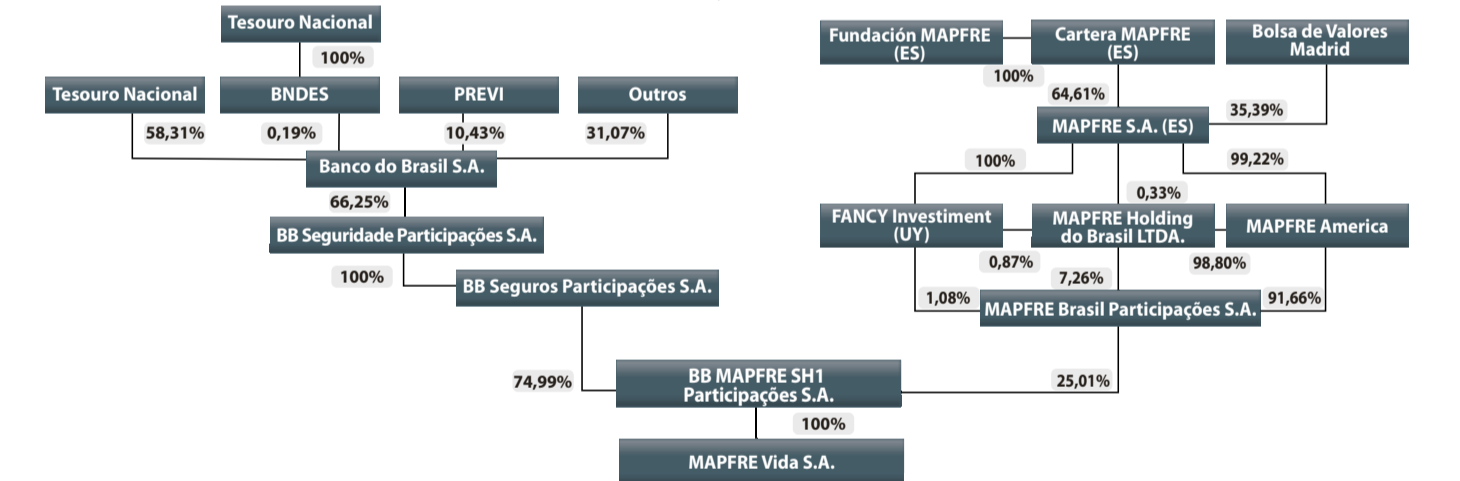 Tesouro Nacional
100%
Tesouro Nacional
BNDES
PREVI
Outros
58,31%
0,19%
10,43%
31,07%
Banco do Brasil S.A.
66,25%
BB Seguridade Participações S.A.
100%
BB Seguros Participações S.A.
74,99%
Fundación MAPFRE
(ES)
Cartera MAPFRE
(ES)
Bolsa de Valores
Madrid
100%
64,61%
35,39%
MAPFRE S.A. (ES)
100%
99,22%
0,33%
FANCY Investiment
(UY)
MAPFRE Holding
do Brasil LTDA.
MAPFRE America
0,87%
98,80%
7,26%
1,08%
91,66%
MAPFRE Brasil Participações S.A.
25,01%
BB MAPFRE SH1
Participações S.A.
100%
MAPFRE Vida S.A.